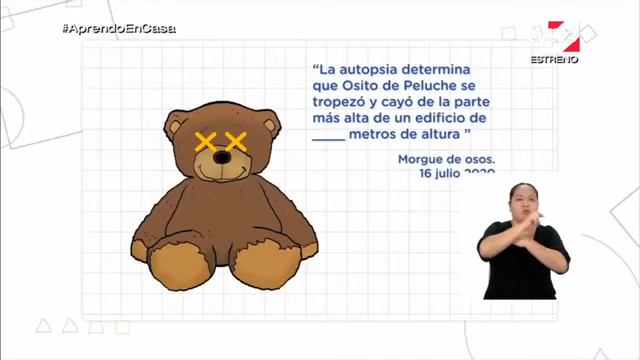 #AprendoEnCasa
ESTRENO
“La autopsia determina
que Osito de Peluche se
tropezó y cayó de la parte
más alta de un edificio de
____ metros de altura ”
Morgue de osos.
16 julio 2020